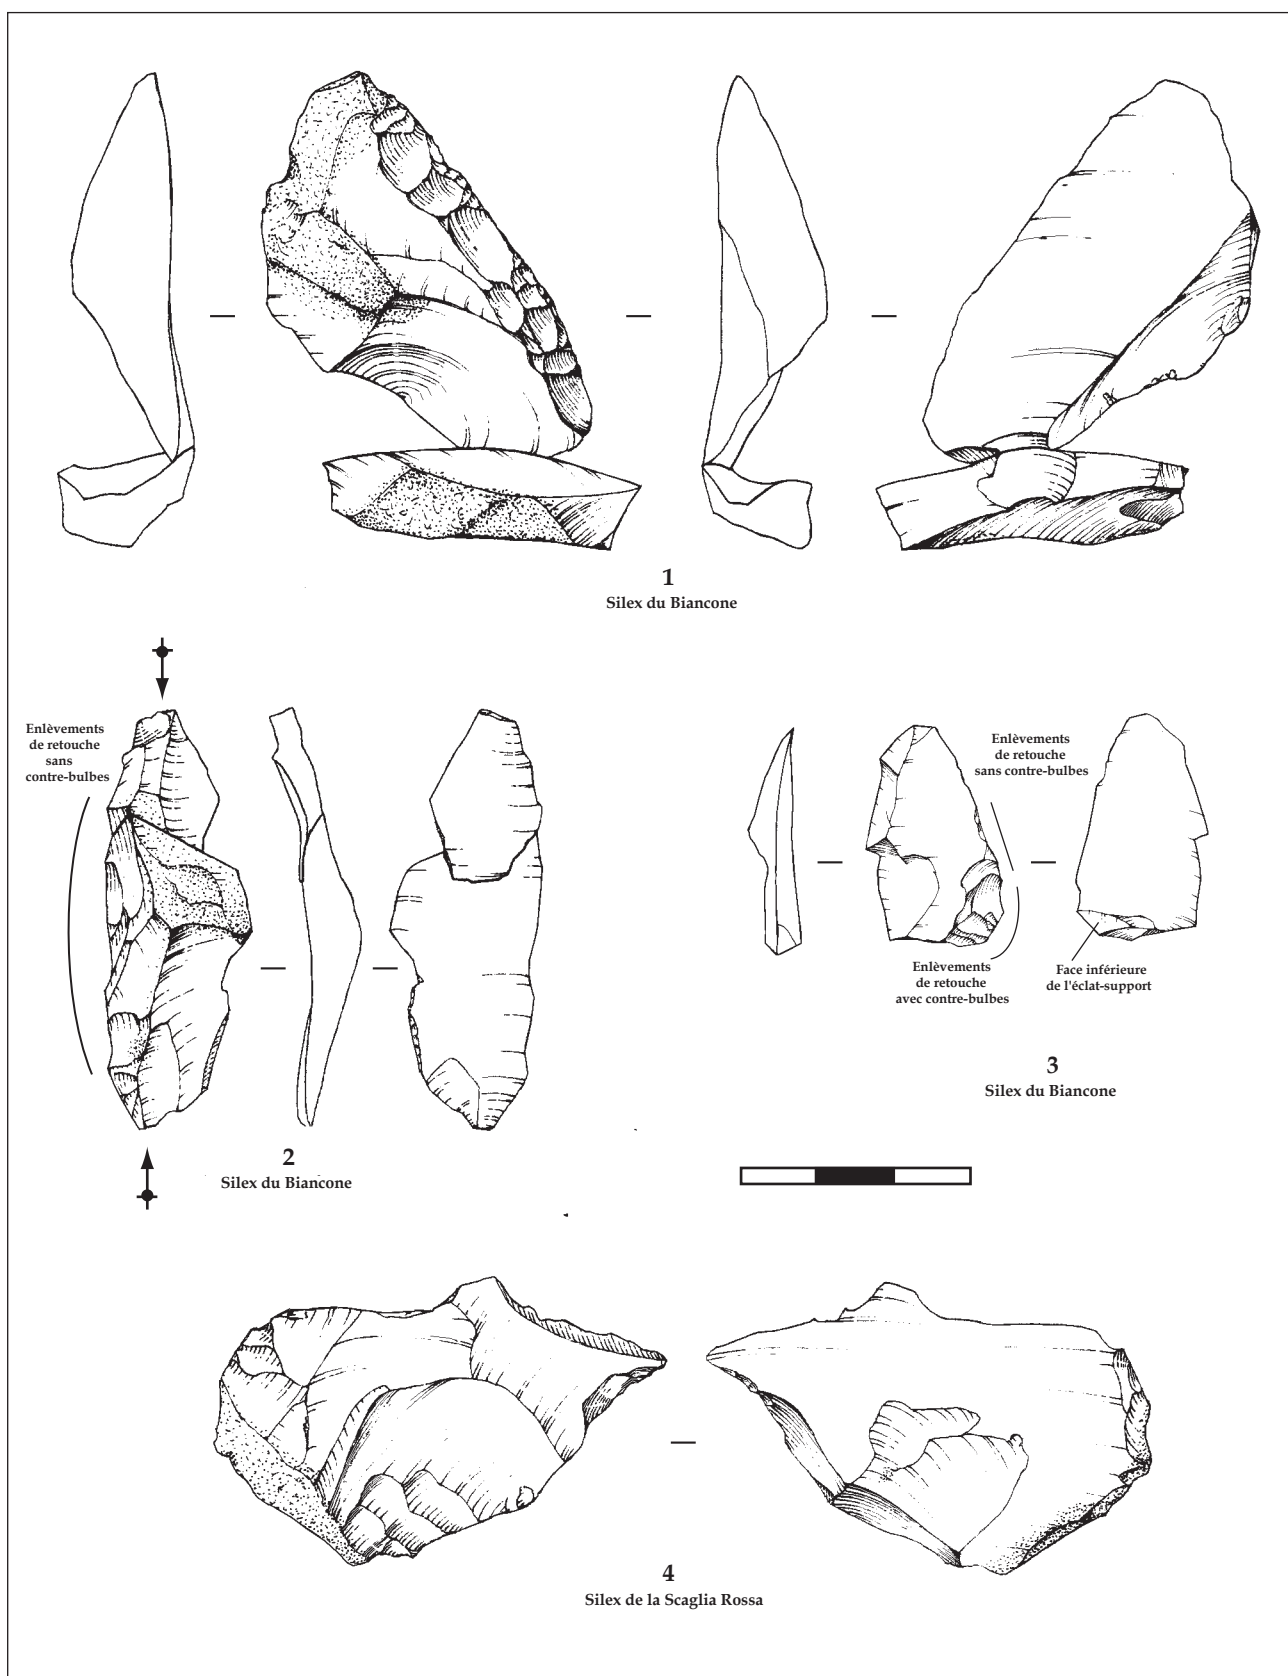 1
Silex du Biancone
Enlèvements
de retouche
sans
contre-bulbes
2
Silex du Biancone
Enlèvements
de retouche
sans contre-bulbes
Enlèvements
de retouche
avec contre-bulbes
Face inférieure
de l'éclat-support
3
Silex du Biancone
4
Silex de la Scaglia Rossa